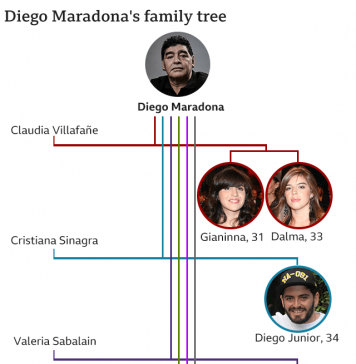 Diego Maradona's family tree
Diego Maradona
Claudia Villafañe
Gianinna, 31
Dalma, 33
Cristiana Sinagra
Diego Junior, 34
Valeria Sabalain